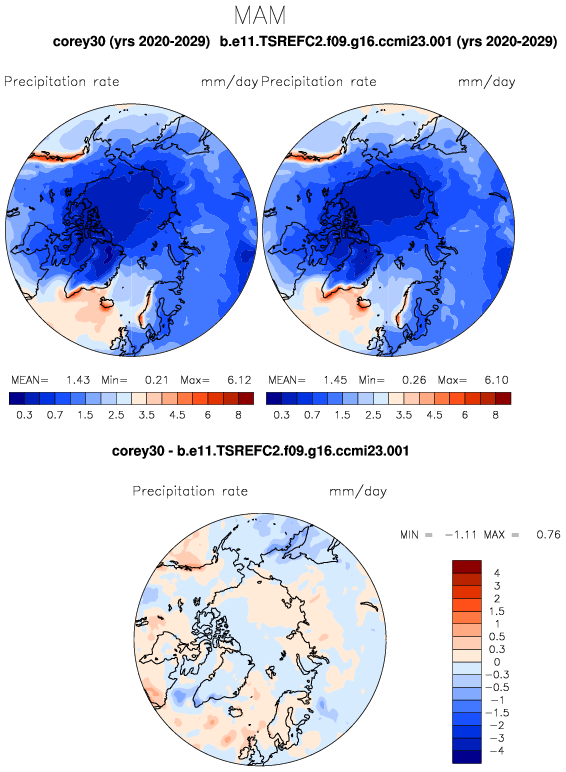 MAM
corey30 (yrs 2020-2029) b.e11.TSREFC2.f09.g16.ccmi23.001 (yrs 2020-2029)
Precipitation rate mm/day Precipitation rate mm/day
MEAN= 1.43 Min= 0.21 Max= 6.12 MEAN= 1.45 Min= 0.26 Max= 6.10
0.3 0.7 1.5 2.5 3.5 4.5 6 8 0.3 0.7 1.5 2.5 3.5 4.5 6 8
corey30 - b.e11.TSREFC2.f09.g16.ccmi23.001
Precipitation rate mm/day
MIN = -1.11 MAX = 0.76
4
3
2
1.5
1
0.5
0.3
0
-0.3
-0.5
-1
-1.5
-2
-3
-4